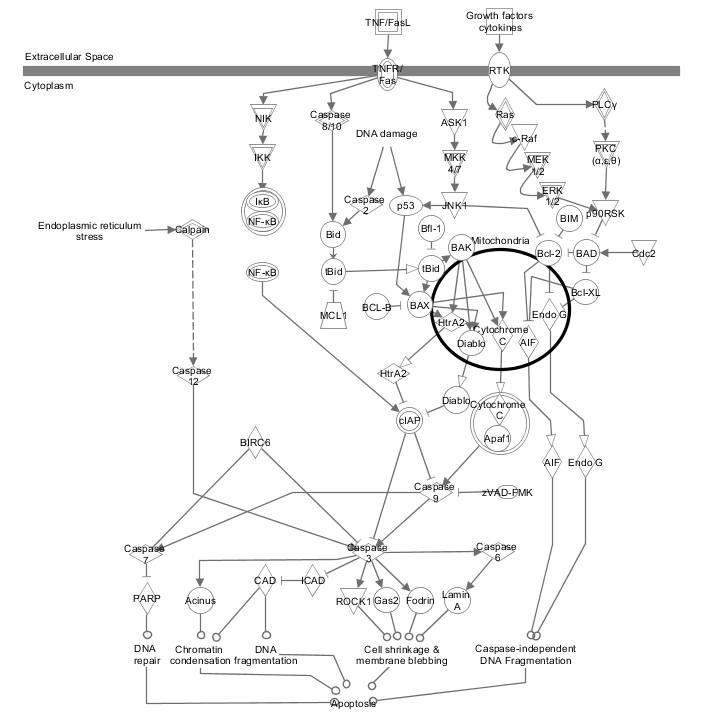 TNF/FasL
Growth factors
cytokines
Extracellular Space
TNFR/
Fas
RTK
Cytoplasm
NIK
Caspase
8/10
ASK1
Ras
PLCγ
DNA damage
c-Raf
IKK
MKK
4/7
MEK
1/2
PKC
(α,ε,θ)
IκB
NF-κB
Caspase
2
p53
JNK1
ERK
1/2
p90RSK
BIM
Endoplasmic reticulum
stress
Calpain
Bid
Bfl-1
BAK
Mitochondria
Bcl-2
BAD
Cdc2
NF-κB
tBid
tBid
MCL1
BCL-B
BAX
HtrA2
Cytochrome
C
Diablo
AIF
Endo G
Bcl-XL
Caspase
12
HtrA2
Diablo
Cytochrome
C
Apaf1
cIAP
BIRC6
AIF
Endo G
Caspase
9
zVAD-FMK
Caspase
7
Caspase
3
Caspase
6
PARP
Acinus
CAD
ICAD
ROCK1
Gas2
Fodrin
Lamin
A
DNA
repair
Chromatin
condensation
DNA
fragmentation
Cell shrinkage &
membrane blebbing
Caspase-independent
DNA Fragmentation
Apoptosis